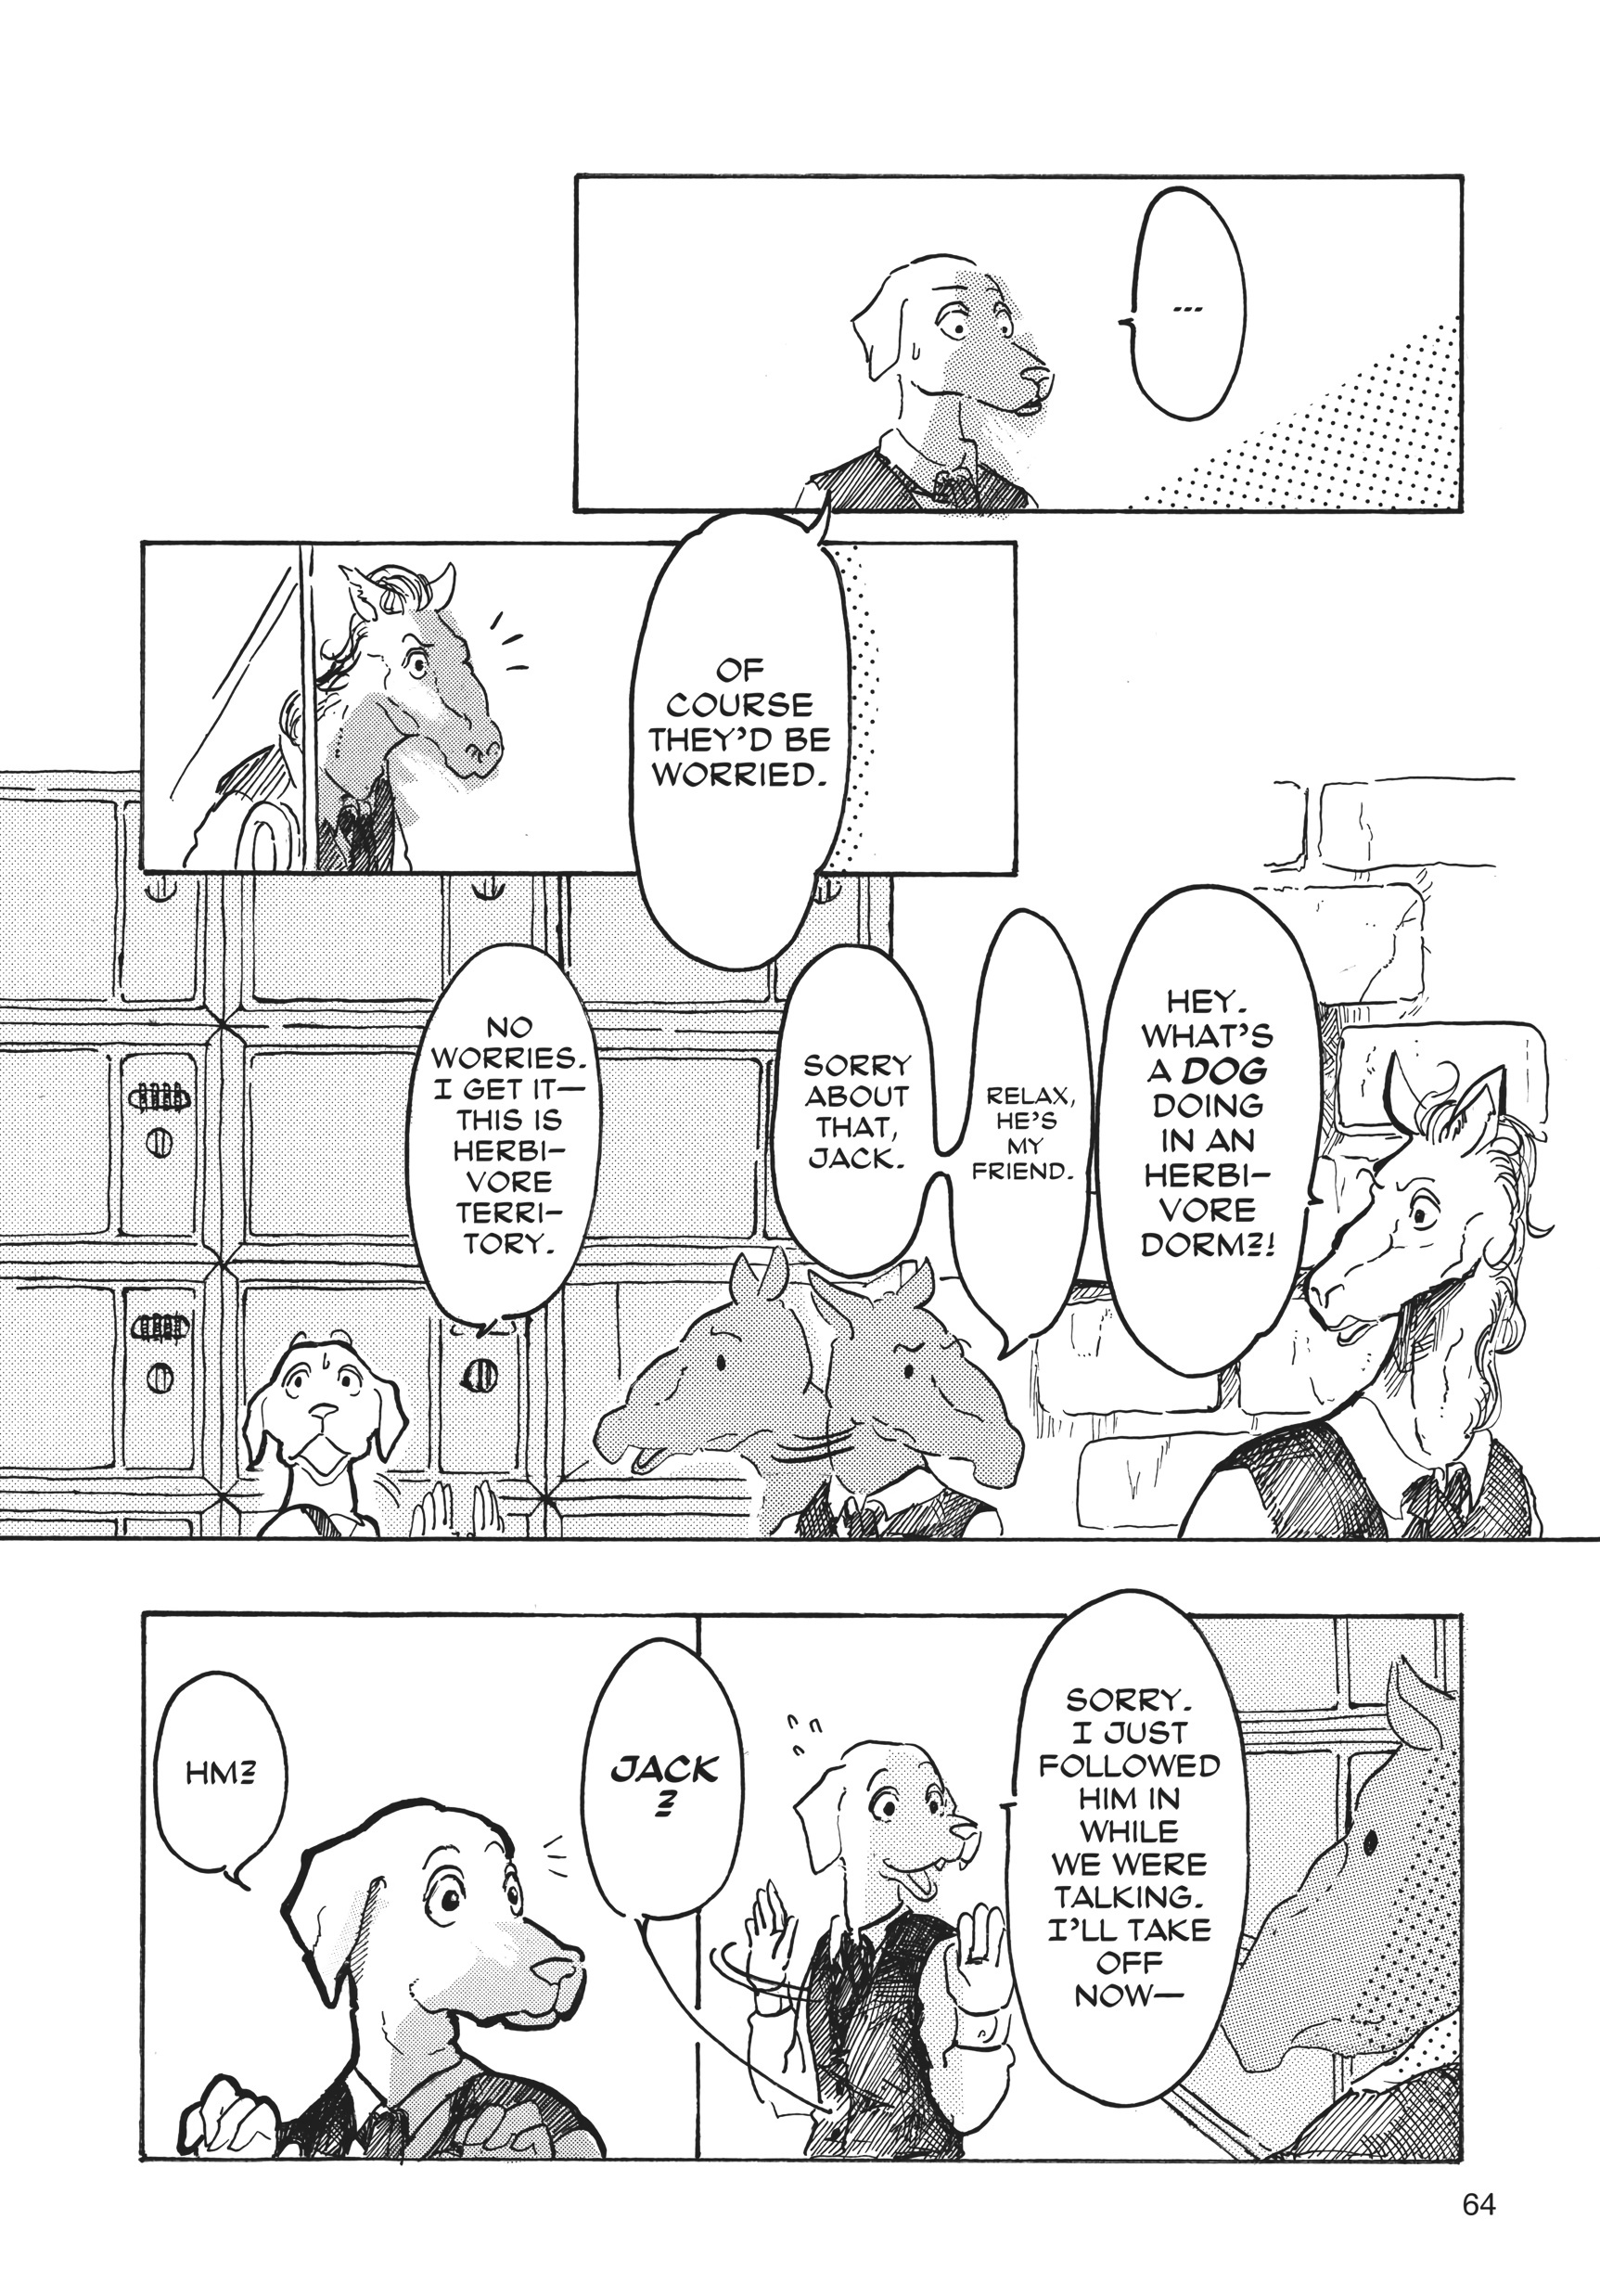 ...
OF
COURSE
THEY'D BE
WORRIED.
HEY.
WHAT'S
A DOG
DOING
IN AN
HERBI–
VORE
DORM?!
RELAX,
HE'S
MY
FRIEND.
SORRY
ABOUT
THAT,
JACK.
NO
WORRIES.
I GET IT—
THIS IS
HERBI–
VORE
TERRI–
TORY.
SORRY.
I JUST
FOLLOWED
HIM IN
WHILE
WE WERE
TALKING.
I'LL TAKE
OFF
NOW—
JACK
?
HM?
64